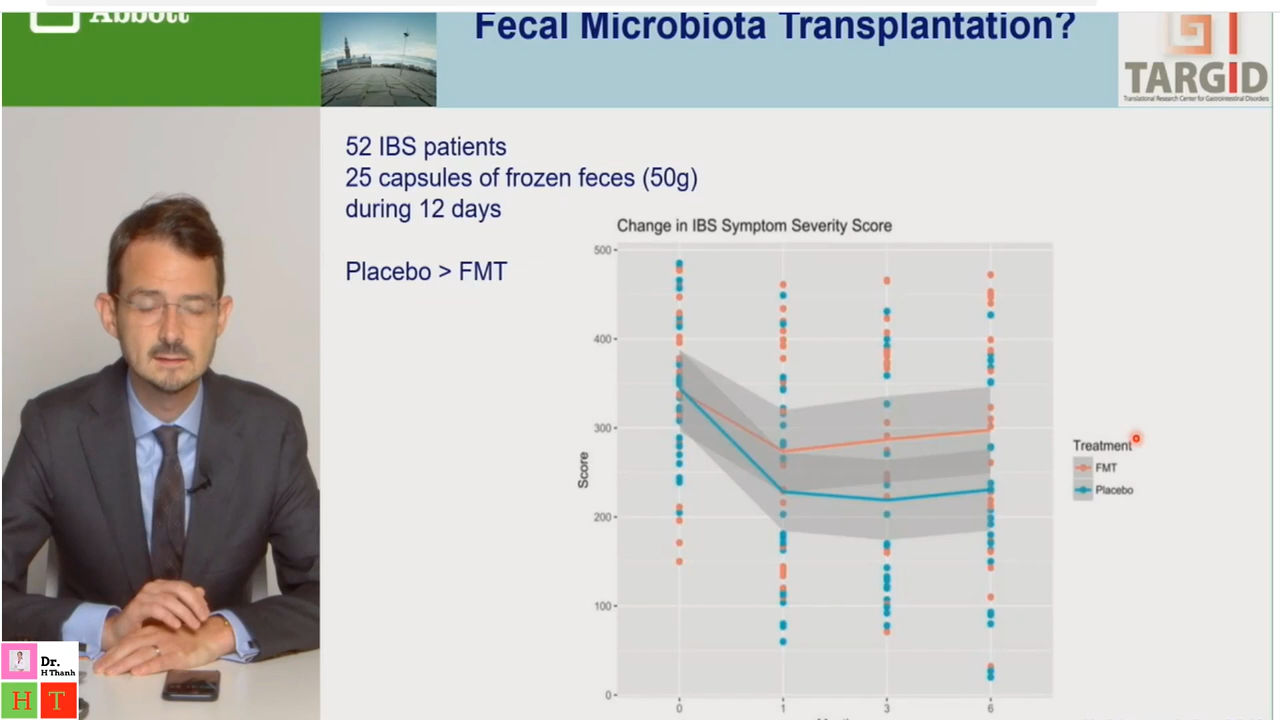 Abbott
Fecal Microbiota Transplantation?
TARGID
Translational Research Center for Gastrointestinal Disorders
52 IBS patients
25 capsules of frozen feces (50g)
during 12 days
Placebo > FMT
Change in IBS Symptom Severity Score
500
400
300
200
100
0
Score
0
1
3
6
Treatment
FMT
Placebo
Dr.
H Thanh
H T